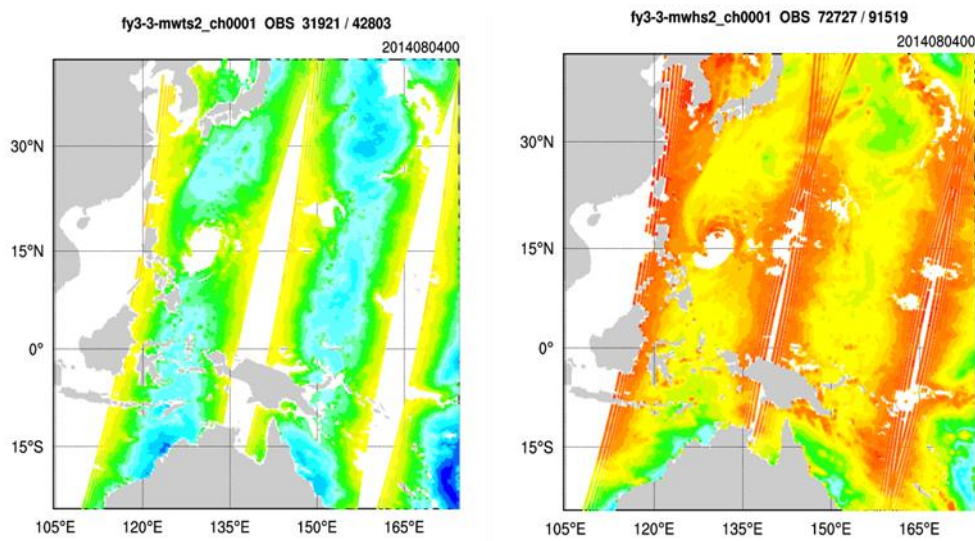 fy3-3-mwts2_ch0001 OBS 31921 / 42803
2014080400
30°N
15°N
0°
15°S
105°E 120°E 135°E 150°E 165°E
fy3-3-mwhs2_ch0001 OBS 72727 / 91519
2014080400
30°N
15°N
0°
15°S
105°E 120°E 135°E 150°E 165°E